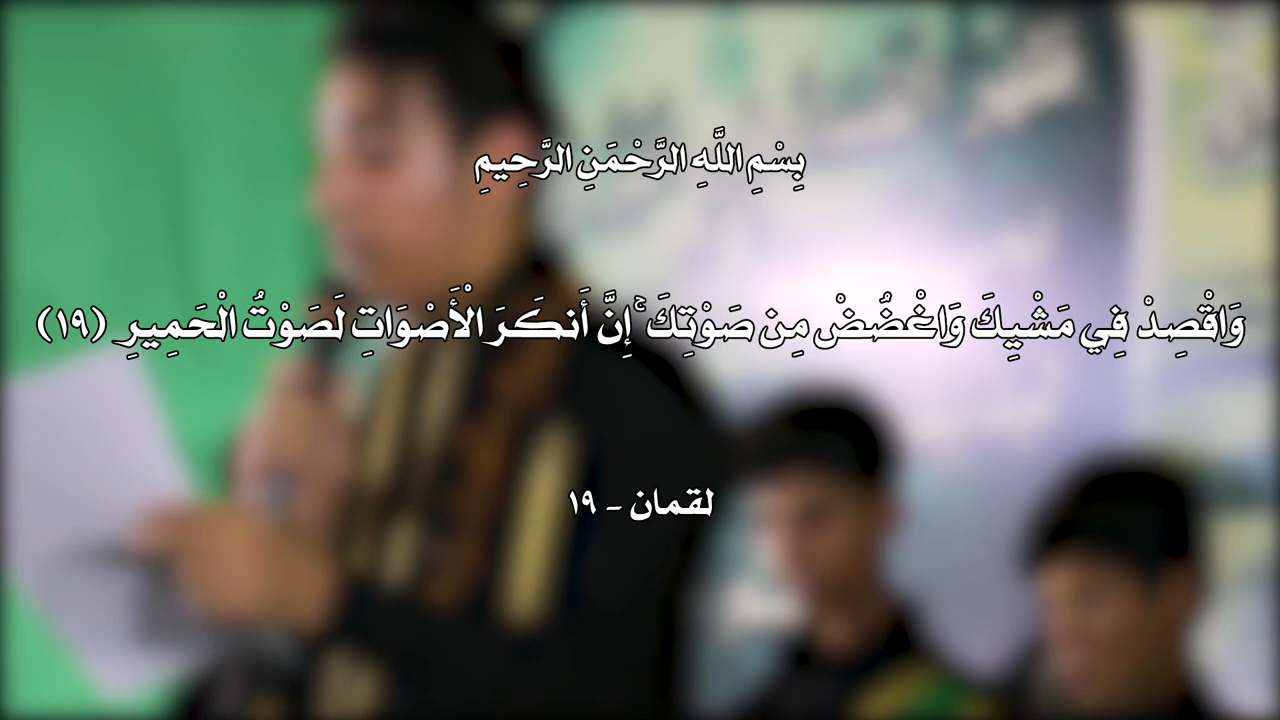 بِسْمِ اللَّهِ الرَّحْمَنِ الرَّحِيمِ
وَاقْصِدْ فِي مَشْيِكَ وَاغْضُضْ مِن صَوْتِكَ ۚ إِنَّ أَنكَرَ الْأَصْوَاتِ لَصَوْتُ الْحَمِيرِ (١٩)
لقمان - ١٩